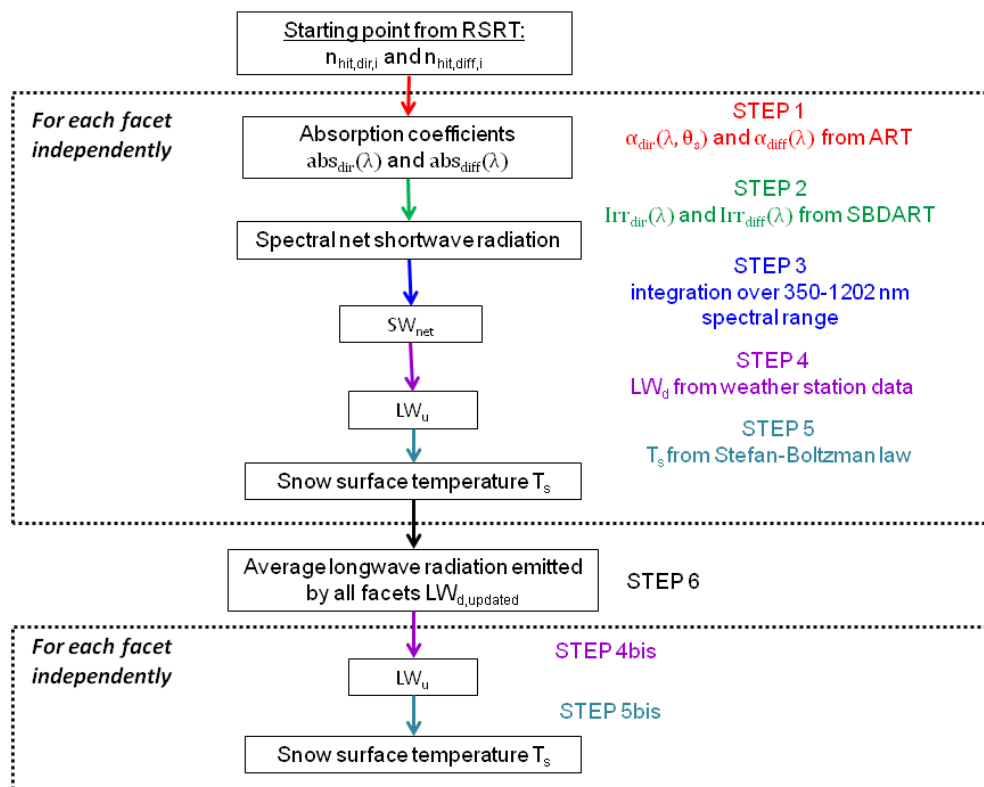 Starting point from RSRT:
n_hit,dir,i and n_hit,diff,i
For each facet
independently
STEP 1
α_dir(λ, θ_s) and α_diff(λ) from ART
Absorption coefficients
abs_dir(λ) and abs_diff(λ)
STEP 2
Irr_dir(λ) and Irr_diff(λ) from SBDART
Spectral net shortwave radiation
STEP 3
integration over 350-1202 nm
spectral range
SW_net
STEP 4
LW_d from weather station data
LW_u
STEP 5
T_s from Stefan-Boltzman law
Snow surface temperature T_s
Average longwave radiation emitted
by all facets LW_d,updated
STEP 6
For each facet
independently
STEP 4bis
LW_u
STEP 5bis
Snow surface temperature T_s